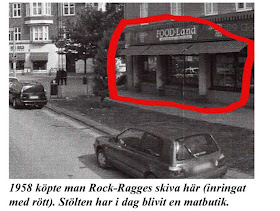 FOOD-Land
1958 köpte man Rock-Ragges skiva här (inringat
med rött). Stölten har i dag blivit en matbutik.